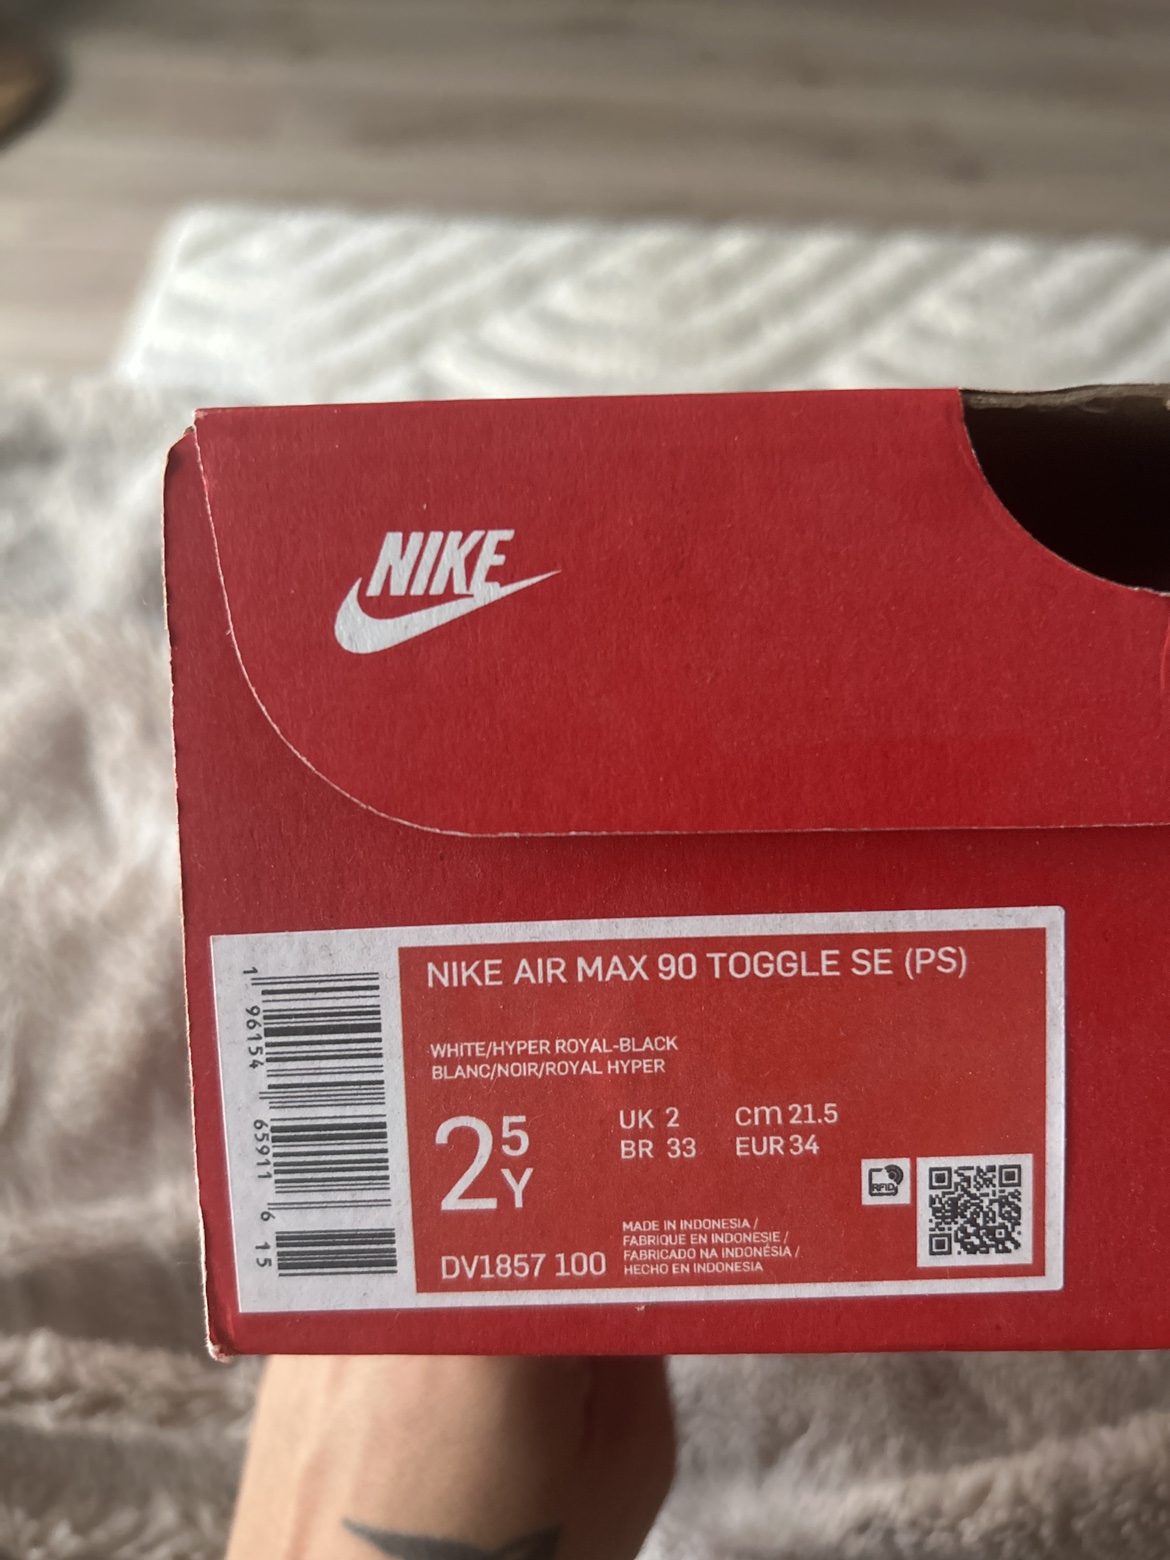 NIKE
NIKE AIR MAX 90 TOGGLE SE (PS)
WHITE/HYPER ROYAL-BLACK
BLANC/NOIR/ROYAL HYPER
2 5 Y
UK 2 cm 21.5
BR 33 EUR 34
RFID
MADE IN INDONESIA /
FABRIQUE EN INDONESIE /
FABRICADO NA INDONÉSIA /
HECHO EN INDONESIA
DV1857 100
1 96154 65911 6 15